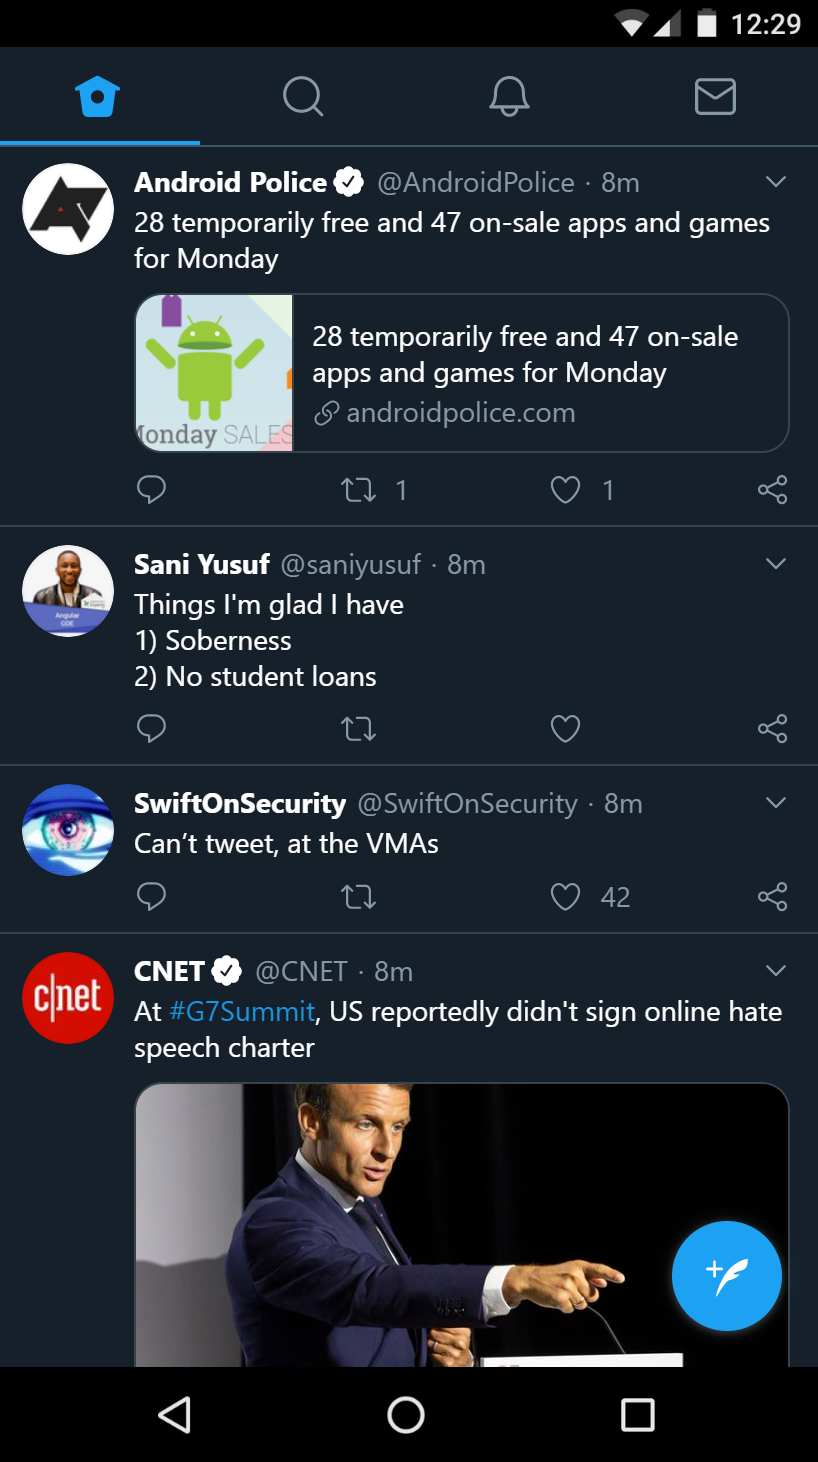 12:29
Android Police @AndroidPolice · 8m
28 temporarily free and 47 on-sale apps and games
for Monday
28 temporarily free and 47 on-sale
apps and games for Monday
androidpolice.com
Monday SALES
1 1
Sani Yusuf @saniyusuf · 8m
Things I'm glad I have
1) Soberness
2) No student loans
Angular
GDE
SwiftOnSecurity @SwiftOnSecurity · 8m
Can’t tweet, at the VMAs
42
CNET @CNET · 8m
c|net
At #G7Summit, US reportedly didn't sign online hate
speech charter